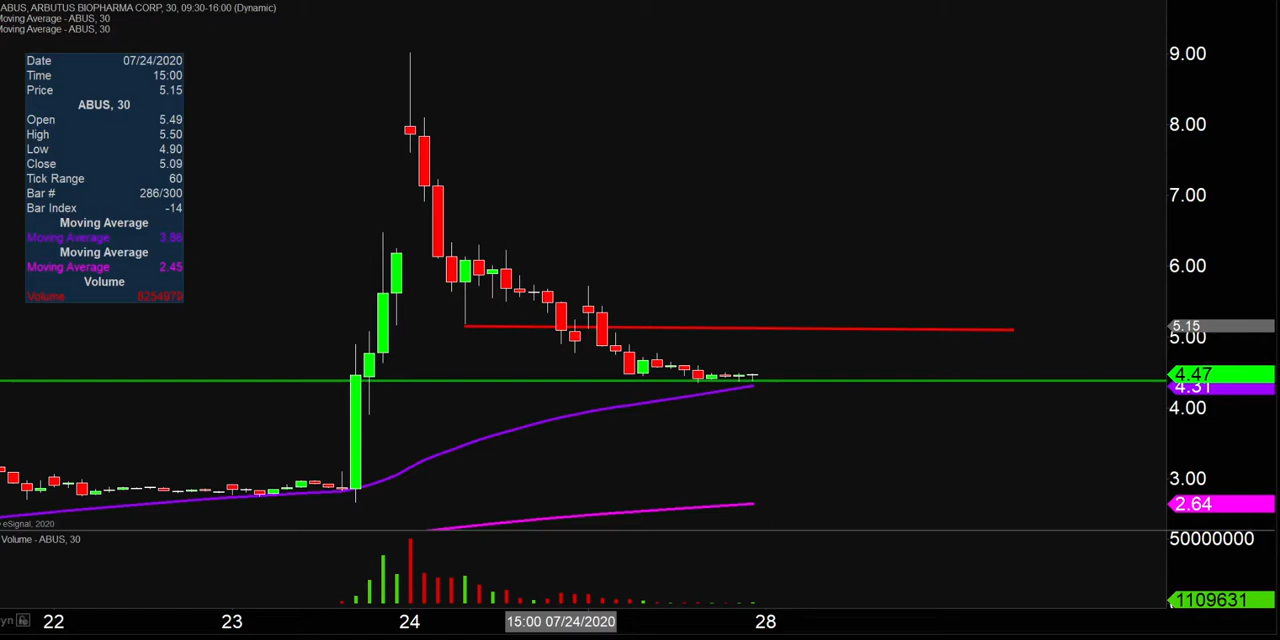 ABUS, ARBUTUS BIOPHARMA CORP, 30, 09:30-16:00 (Dynamic)
Moving Average - ABUS, 30
Moving Average - ABUS, 30
Date 07/24/2020
Time 15:00
Price 5.15
ABUS, 30
Open 5.49
High 5.50
Low 4.90
Close 5.09
Tick Range 60
Bar # 286/300
Bar Index -14
Moving Average
Moving Average 3.86
Moving Average
Moving Average 2.45
Volume
Volume 8254979
9.00
8.00
7.00
6.00
5.15
5.00
4.47
4.31
4.00
3.00
2.64
eSignal, 2020
Volume - ABUS, 30
50000000
1109631
yn
22
23
24
15:00 07/24/2020
28